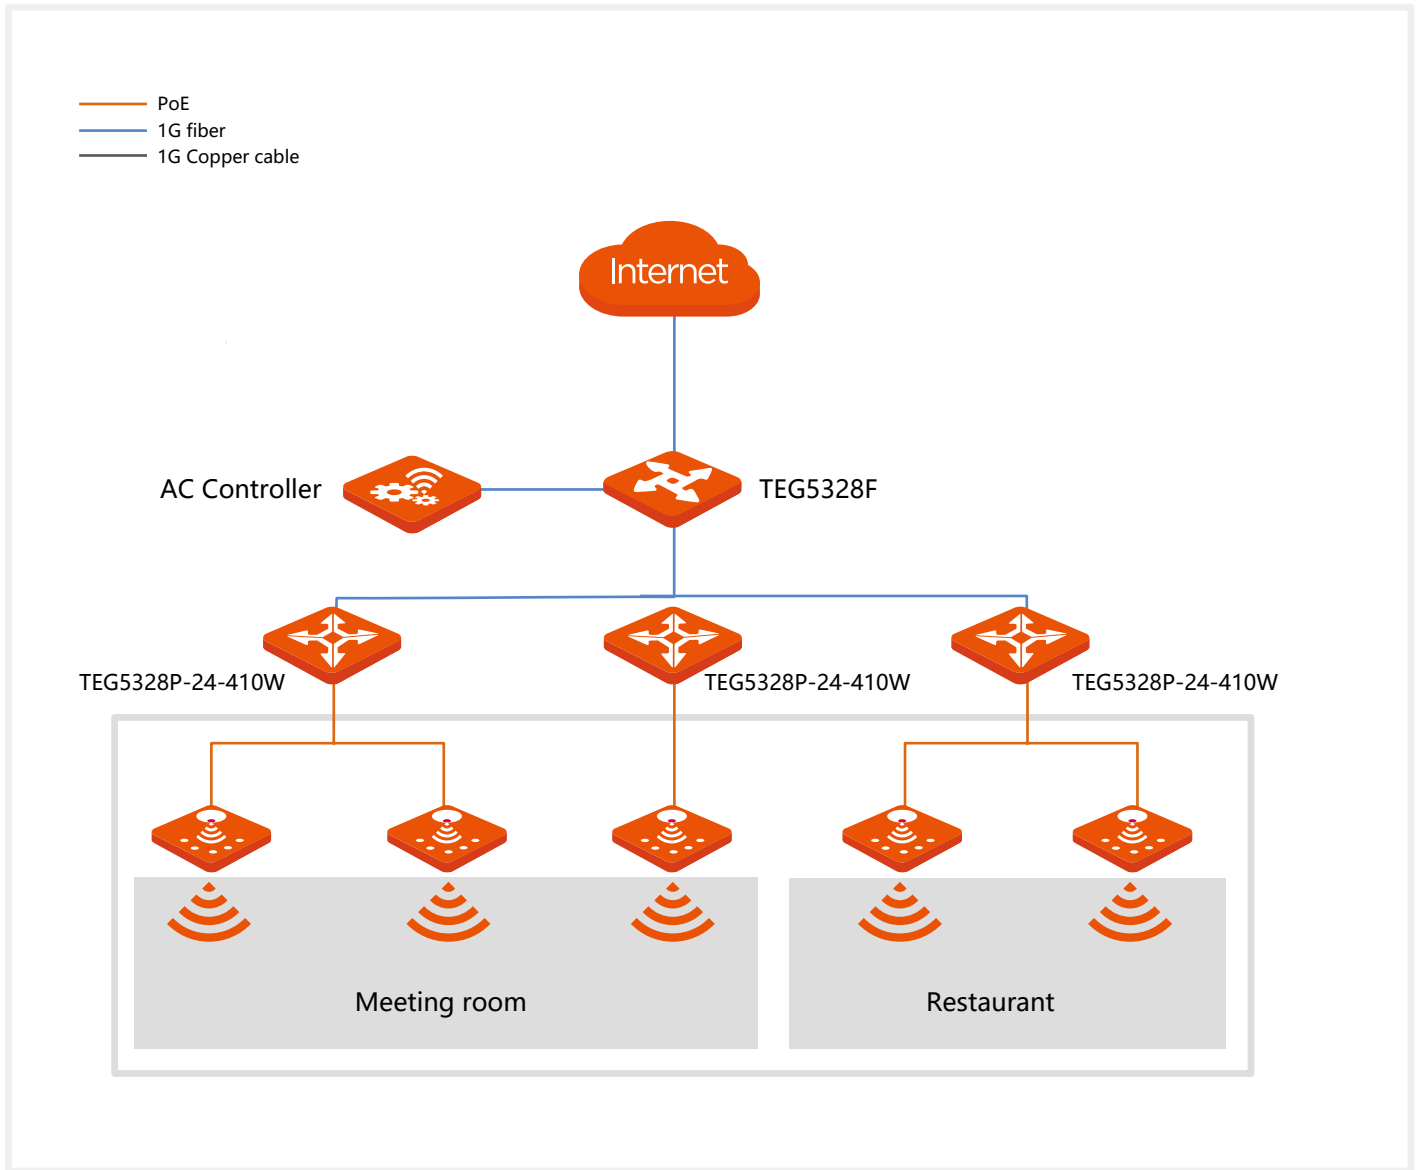 PoE
1G fiber
1G Copper cable
Internet
AC Controller
TEG5328F
TEG5328P-24-410W
TEG5328P-24-410W
TEG5328P-24-410W
Meeting room
Restaurant